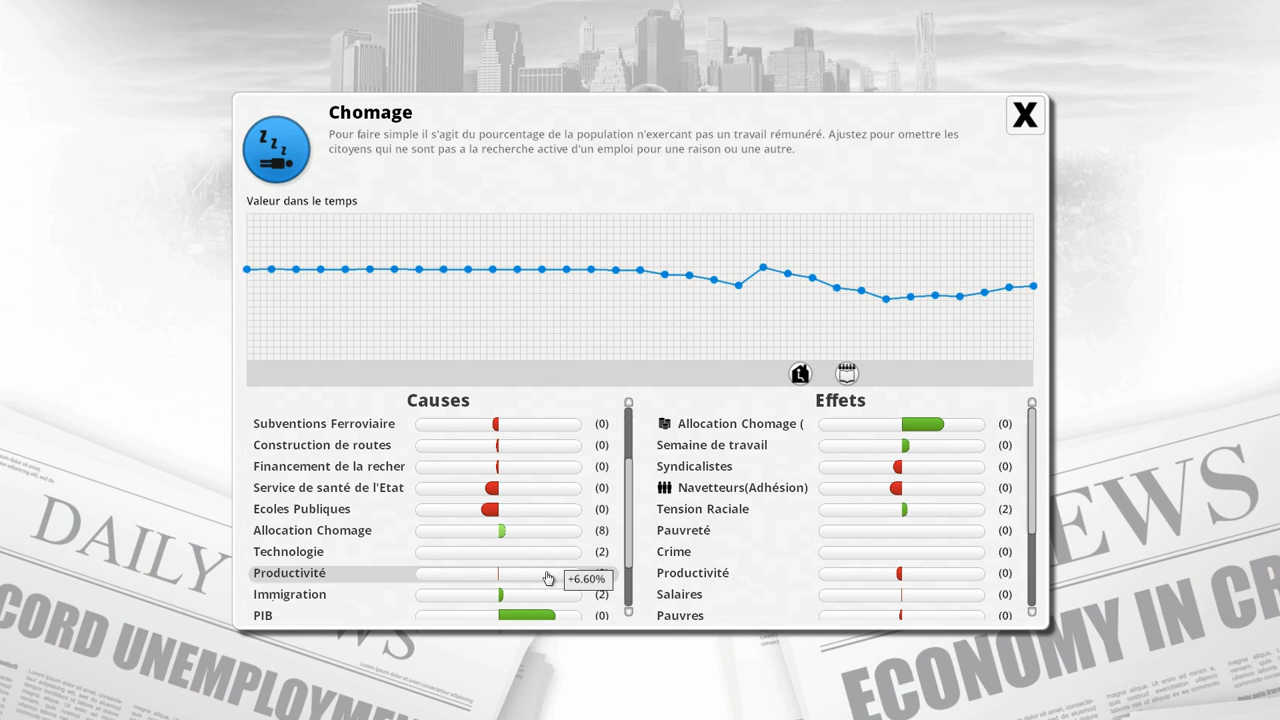 Chomage
X
Pour faire simple il s'agit du pourcentage de la population n'exercant pas un travail rémunéré. Ajustez pour omettre les
citoyens qui ne sont pas a la recherche active d'un emploi pour une raison ou une autre.
Valeur dans le temps
Causes
Subventions Ferroviaire (0)
Construction de routes (0)
Financement de la recher (0)
Service de santé de l'Etat (0)
Ecoles Publiques (0)
Allocation Chomage (8)
Technologie (2)
Productivité
+6.60%
Immigration (2)
PIB (0)
Effets
Allocation Chomage ( (0)
Semaine de travail (0)
Syndicalistes (0)
Navetteurs(Adhésion) (0)
Tension Raciale (2)
Pauvreté (0)
Crime (0)
Productivité (0)
Salaires (0)
Pauvres (0)
DAILY
NEWS
CORD UNEMPLOYM
WS
ECONOMY IN CR